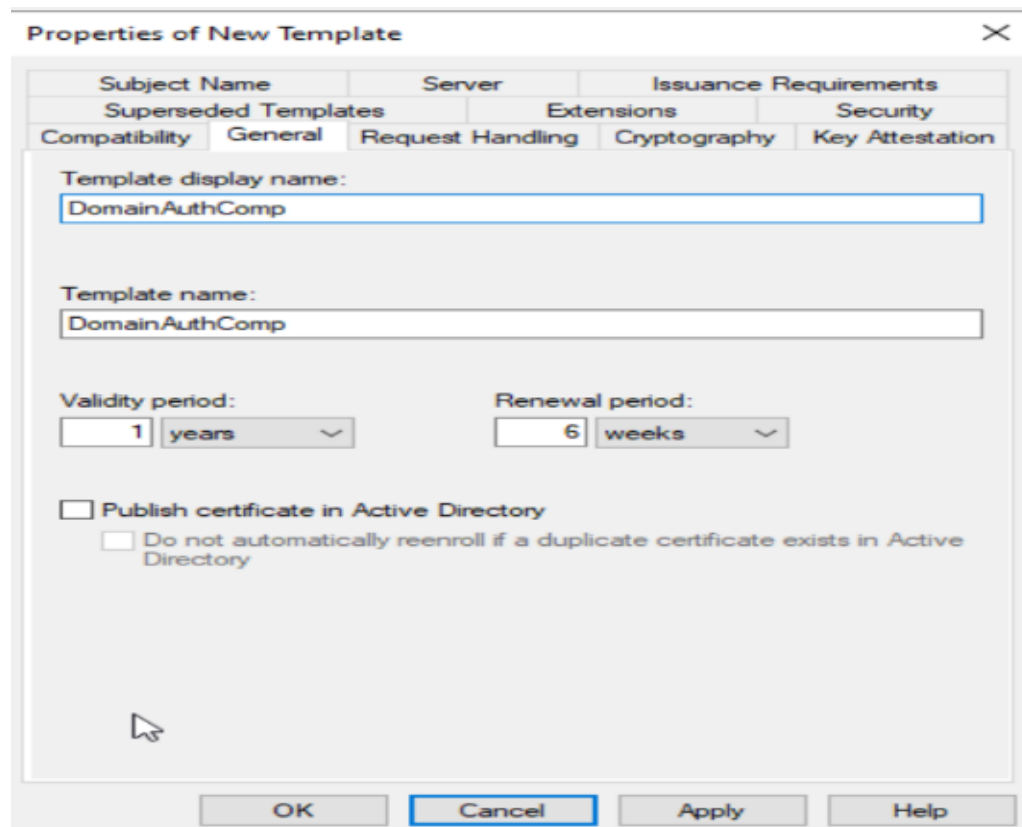 Properties of New Template
Subject Name Server Issuance Requirements
Superseded Templates Extensions Security
Compatibility General Request Handling Cryptography Key Attestation
Template display name:
DomainAuthComp
Template name:
DomainAuthComp
Validity period: Renewal period:
1 years 6 weeks
Publish certificate in Active Directory
Do not automatically reenroll if a duplicate certificate exists in Active
Directory
OK Cancel Apply Help